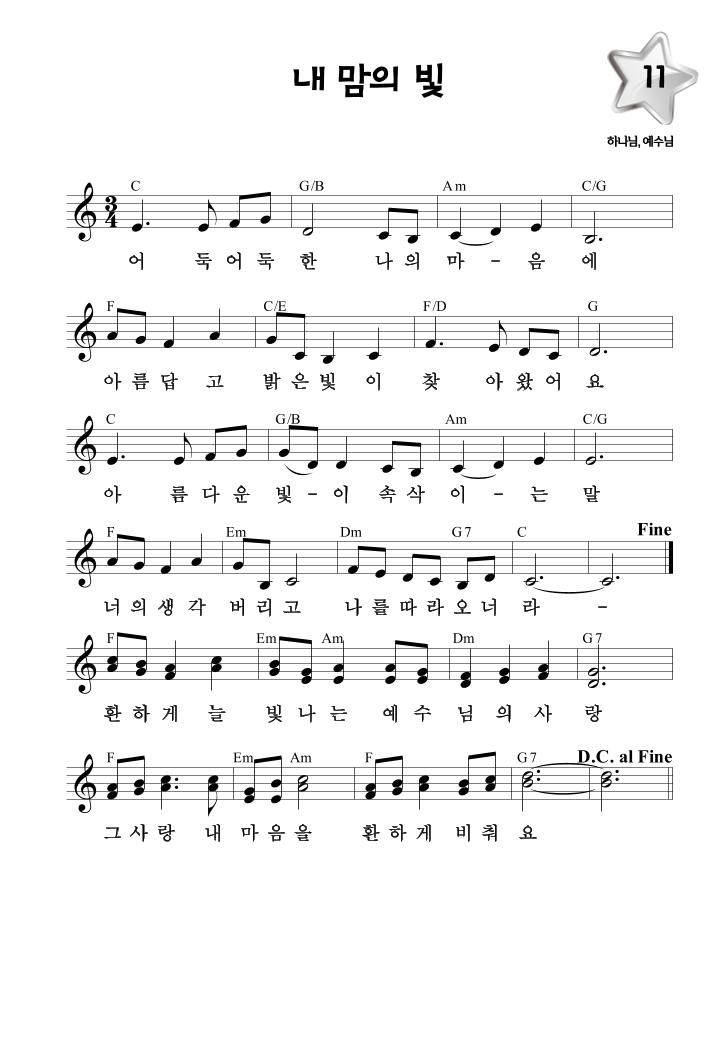 내 맘의 빛
11
하나님, 예수님
C G/B Am C/G
어 둑어둑 한 나의 마 - 음 에
F C/E F/D G
아름답 고 밝은빛 이 찾 아왔어 요
C G/B Am C/G
아 름다운 빛-이 속삭 이 - 는 말
F Em Dm G7 C Fine
너의생 각 버리고 나를따라오너 라 -
F Em Am Dm G7
환하게 늘 빛나는 예수 님의사 랑
F Em Am F G7 D.C. al Fine
그사랑 내 마음을 환하게 비춰 요